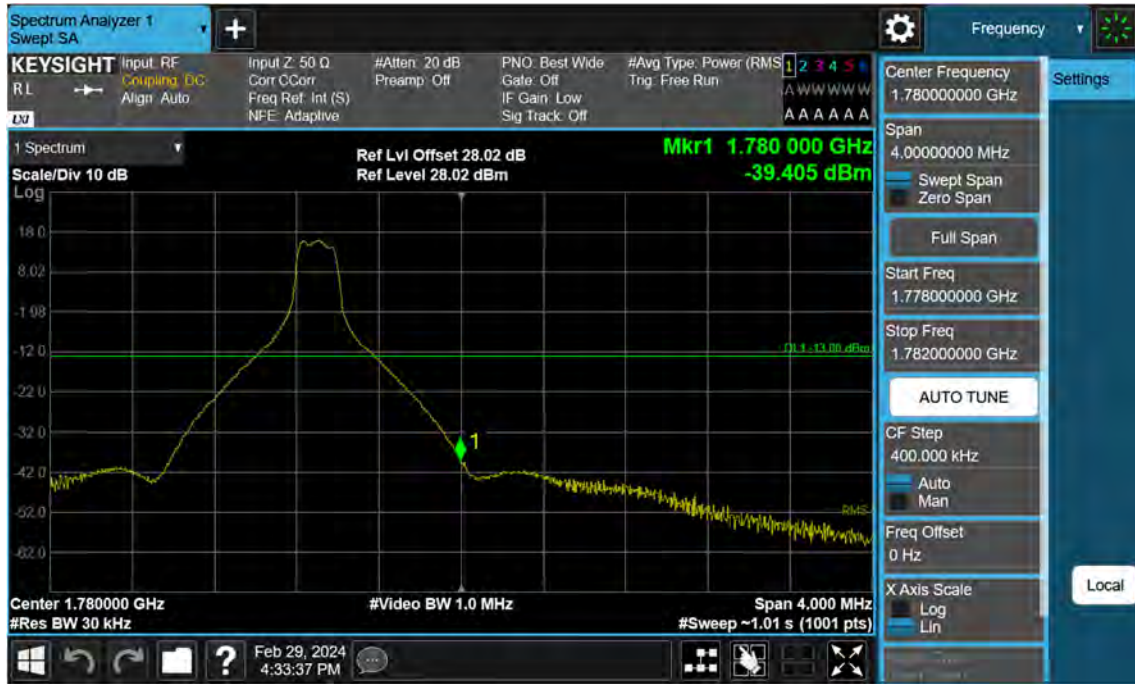 Spectrum Analyzer 1
Swept SA
+
Frequency
KEYSIGHT
RL
LXI
Input: RF
Coupling: DC
Align: Auto
Input Z: 50 Ω
Corr CCorr
Freq Ref: Int (S)
NFE: Adaptive
#Atten: 20 dB
Preamp: Off
PNO: Best Wide
Gate: Off
IF Gain: Low
Sig Track: Off
#Avg Type: Power (RMS
Trig: Free Run
1 2 3 4 5 6
A W W W W W
A A A A A A
1 Spectrum
Scale/Div 10 dB
Log
Ref Lvl Offset 28.02 dB
Ref Level 28.02 dBm
Mkr1 1.780 000 GHz
-39.405 dBm
18.0
8.02
-1.98
-12.0
-22.0
-32.0
-42.0
-52.0
-62.0
DL1 -13.00 dBm
1
RMS
Center 1.780000 GHz
#Res BW 30 kHz
#Video BW 1.0 MHz
Span 4.000 MHz
#Sweep ~1.01 s (1001 pts)
Center Frequency
1.780000000 GHz
Span
4.00000000 MHz
Swept Span
Zero Span
Full Span
Start Freq
1.778000000 GHz
Stop Freq
1.782000000 GHz
AUTO TUNE
CF Step
400.000 kHz
Auto
Man
Freq Offset
0 Hz
X Axis Scale
Log
Lin
Settings
Local
?
Feb 29, 2024
4:33:37 PM